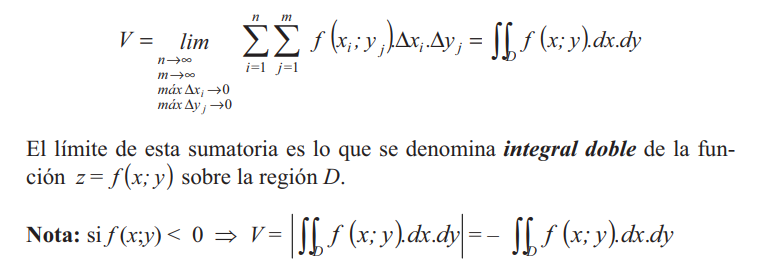 V = lim n→∞ m→∞ máx Δxᵢ→0 máx Δyⱼ→0 ∑ᵢ₌₁ⁿ ∑ⱼ₌₁ᵐ f (xᵢ; yⱼ).Δxᵢ.Δyⱼ = ∬_D f (x; y).dx.dy
El límite de esta sumatoria es lo que se denomina integral doble de la fun-
ción z = f (x; y) sobre la región D.
Nota: si f (x;y) < 0 ⇒ V = |∬_D f (x; y).dx.dy| = – ∬_D f (x; y).dx.dy